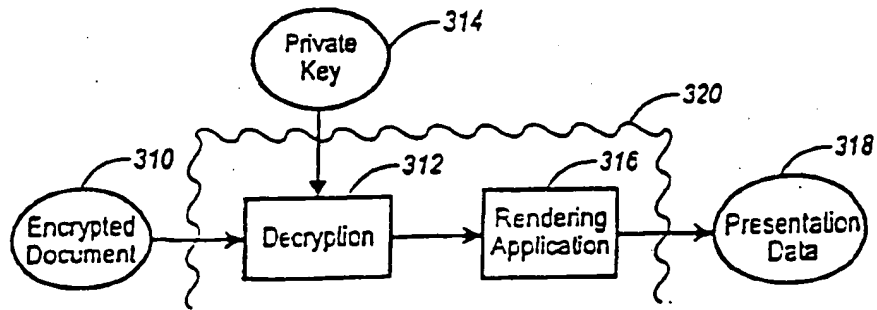 Private
Key
314
320
310
312
316
318
Encrypted
Document
Decryption
Rendering
Application
Presentation
Data